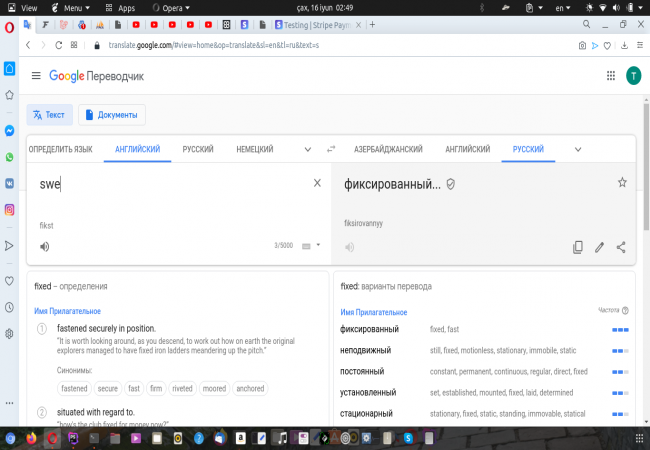 View Menu Apps Opera çax, 16 iyun 02:49 en
Testing | Stripe Paym
translate.google.com/#view=home&op=translate&sl=en&tl=ru&text=s
Google Переводчик T
Текст Документы
ОПРЕДЕЛИТЬ ЯЗЫК АНГЛИЙСКИЙ РУССКИЙ НЕМЕЦКИЙ АЗЕРБАЙДЖАНСКИЙ АНГЛИЙСКИЙ РУССКИЙ
swe
фиксированный...
fikst
fiksirovannyy
3/5000
fixed – определения
Имя Прилагательное
1 fastened securely in position.
"It is worth looking around, as you descend, to work out how on earth the original
explorers managed to have fixed iron ladders meandering up the pitch."
Синонимы:
fastened secure fast firm riveted moored anchored
2 situated with regard to.
"how's the club fixed for money now?"
fixed: варианты перевода
Имя Прилагательное Частота
фиксированный fixed, fast
неподвижный still, fixed, motionless, stationary, immobile, static
постоянный constant, permanent, continuous, regular, direct, fixed
установленный set, established, mounted, fixed, laid, determined
стационарный stationary, fixed, static, standing, immovable, statical